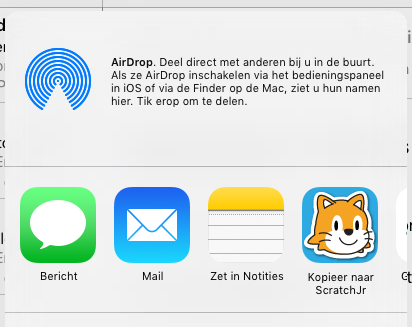 AirDrop. Deel direct met anderen bij u in de buurt.
Als ze AirDrop inschakelen via het bedieningspaneel
in iOS of via de Finder op de Mac, ziet u hun namen
hier. Tik erop om te delen.
Bericht
Mail
Zet in Notities
Kopieer naar
ScratchJr